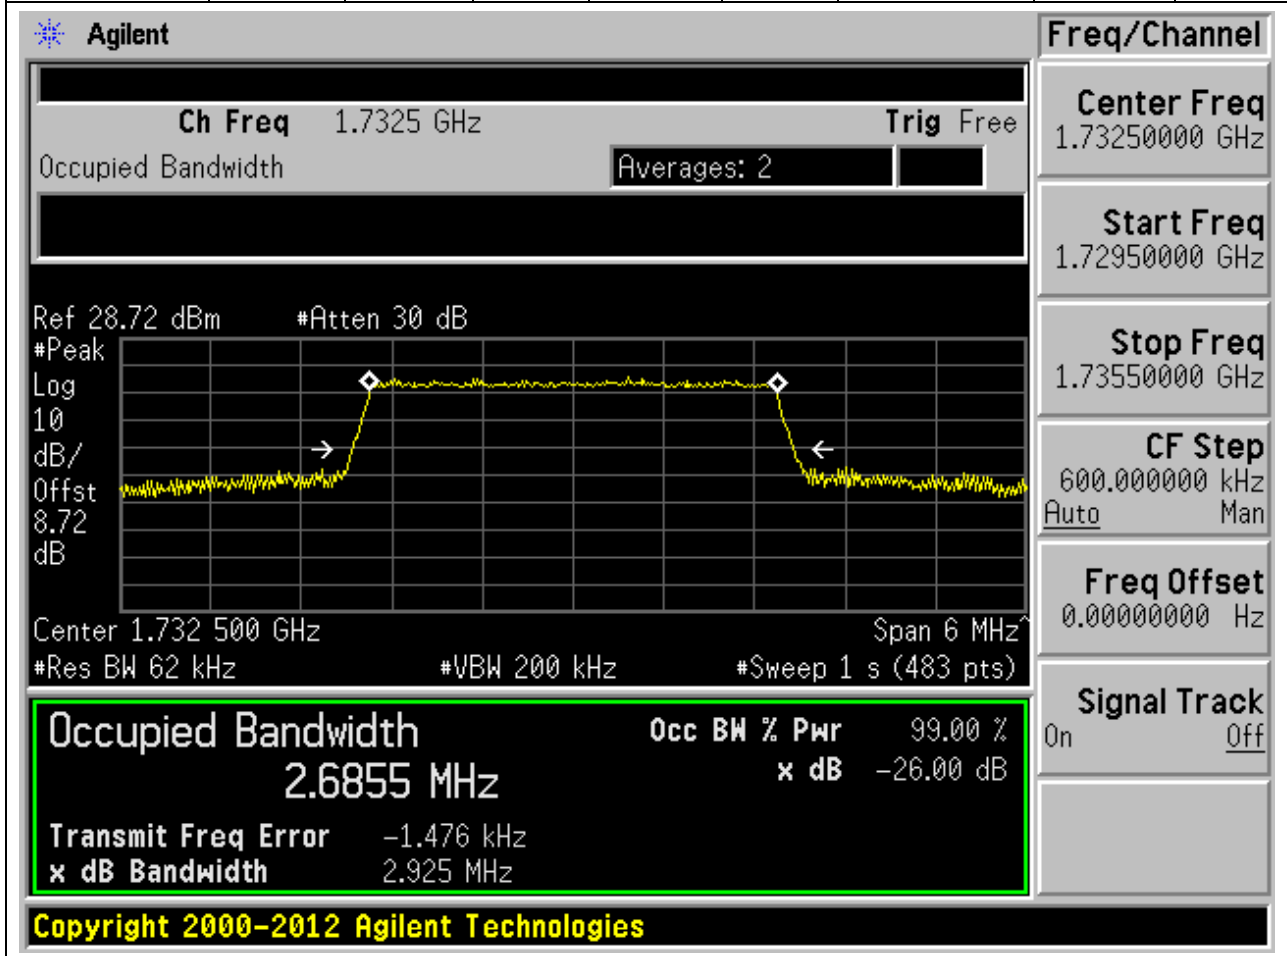 Agilent
Freq/Channel
Ch Freq 1.7325 GHz Trig Free
Occupied Bandwidth Averages: 2
Center Freq
1.73250000 GHz
Start Freq
1.72950000 GHz
Stop Freq
1.73550000 GHz
CF Step
600.000000 kHz
Auto Man
Freq Offset
0.00000000 Hz
Signal Track
On Off
Ref 28.72 dBm #Atten 30 dB
#Peak
Log
10
dB/
Offst
8.72
dB
Center 1.732 500 GHz Span 6 MHz^
#Res BW 62 kHz #VBW 200 kHz #Sweep 1 s (483 pts)
Occupied Bandwidth Occ BW % Pwr 99.00 %
2.6855 MHz x dB -26.00 dB
Transmit Freq Error -1.476 kHz
x dB Bandwidth 2.925 MHz
Copyright 2000-2012 Agilent Technologies